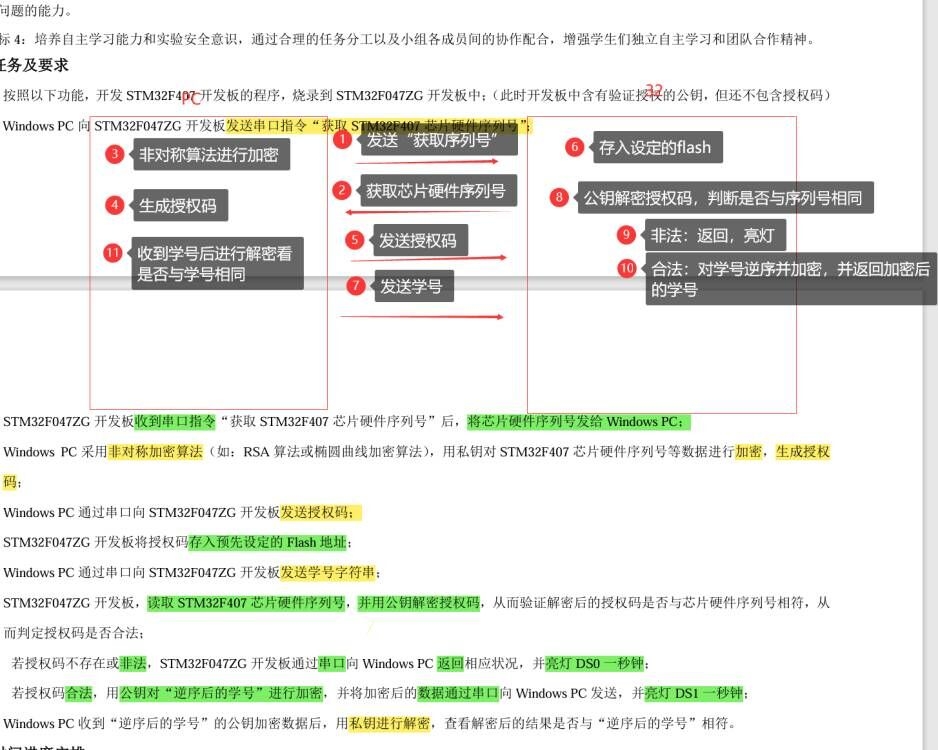 问题的能力。
标 4：培养自主学习能力和实验安全意识，通过合理的任务分工以及小组各成员间的协作配合，增强学生们独立自主学习和团队合作精神。
任务及要求
按照以下功能，开发 STM32F407 开发板的程序，烧录到 STM32F047ZG 开发板中；（此时开发板中含有验证授权的公钥，但还不包含授权码）
PC
32
Windows PC 向 STM32F047ZG 开发板发送串口指令“获取 STM32F407 芯片硬件序列号”；
3 非对称算法进行加密
4 生成授权码
11 收到学号后进行解密看
是否与学号相同
1 发送“获取序列号”
2 获取芯片硬件序列号
5 发送授权码
7 发送学号
6 存入设定的flash
8 公钥解密授权码，判断是否与序列号相同
9 非法：返回，亮灯
10 合法：对学号逆序并加密，并返回加密后
的学号
STM32F047ZG 开发板收到串口指令“获取 STM32F407 芯片硬件序列号”后，将芯片硬件序列号发给 Windows PC；
Windows PC 采用非对称加密算法（如：RSA 算法或椭圆曲线加密算法），用私钥对 STM32F407 芯片硬件序列号等数据进行加密，生成授权
码；
Windows PC 通过串口向 STM32F047ZG 开发板发送授权码；
STM32F047ZG 开发板将授权码存入预先设定的 Flash 地址；
Windows PC 通过串口向 STM32F047ZG 开发板发送学号字符串；
STM32F047ZG 开发板，读取 STM32F407 芯片硬件序列号，并用公钥解密授权码，从而验证解密后的授权码是否与芯片硬件序列号相符，从
而判定授权码是否合法；
若授权码不存在或非法，STM32F047ZG 开发板通过串口向 Windows PC 返回相应状况，并亮灯 DS0 一秒钟；
若授权码合法，用公钥对“逆序后的学号”进行加密，并将加密后的数据通过串口向 Windows PC 发送，并亮灯 DS1 一秒钟；
Windows PC 收到“逆序后的学号”的公钥加密数据后，用私钥进行解密，查看解密后的结果是否与“逆序后的学号”相符。